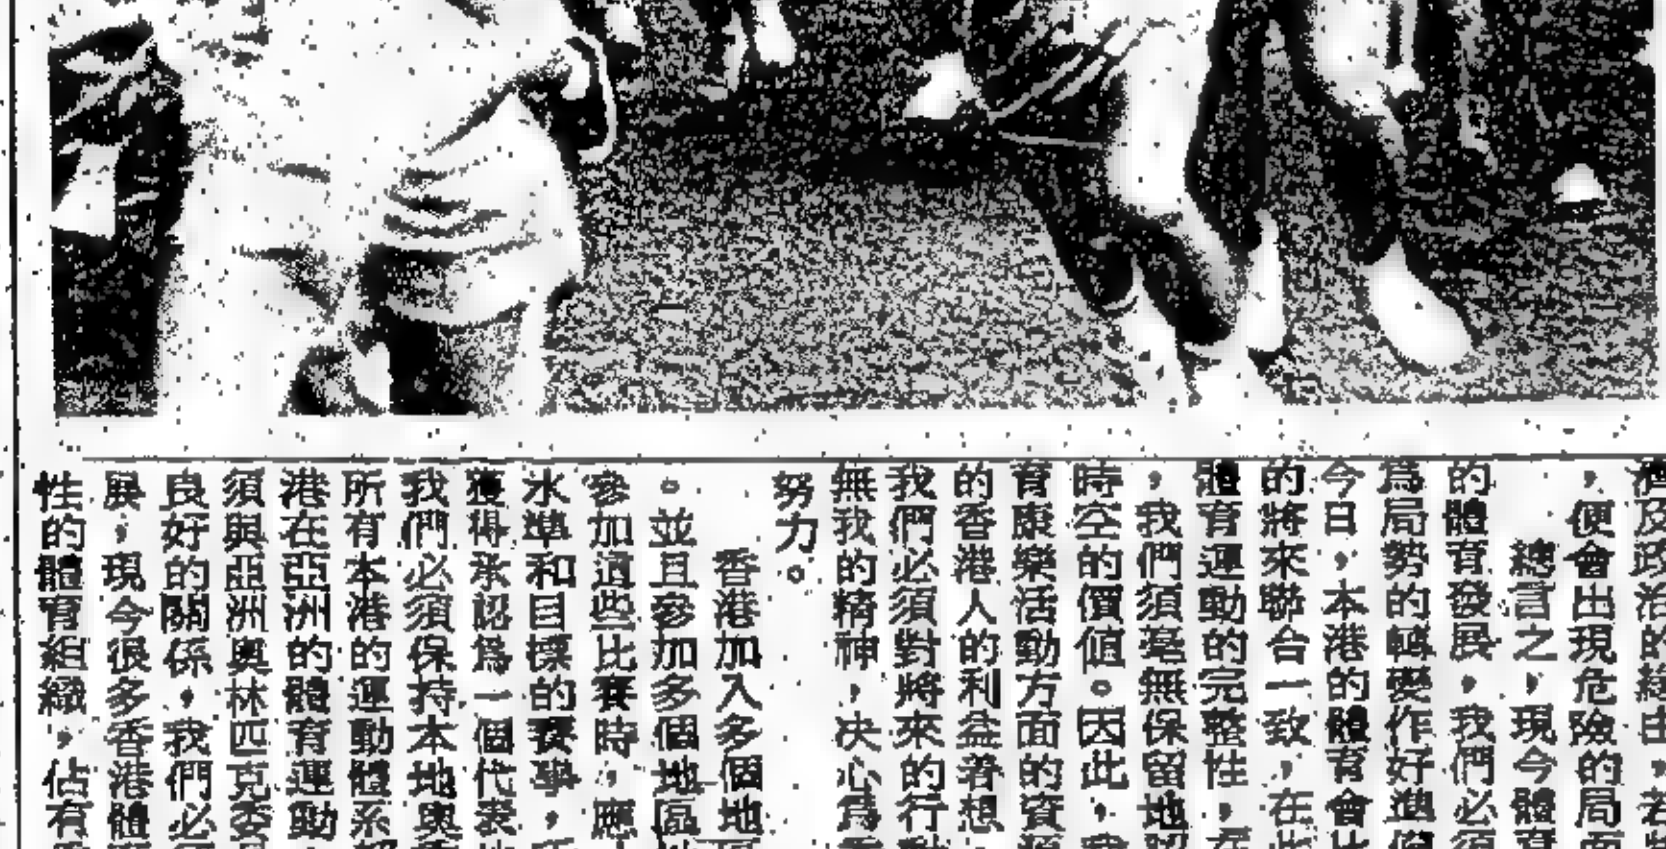 及政治的緣由，若
，便會出現危險的局面
總言之，現今體育
的體育發展，我們必須
為局勢的轉變作好準備
今日，本港的體育會比
的將來聯合一致，在
體育運動的完整性，
，我們須毫無保留地
時空的價值。因此，我
育康樂活動方面的資
的香港人的利益着想
我們必須對將來的行
無我的精神，決心為
努力。
香港加入多個地區
。並且參加多個地區
參加這些比賽時，應
水準和目標的賽事，
獲得承認為一個代表
我們必須保持本地奧
所有本港的運動體系
港在亞洲的體育運動
須與亞洲奧林匹克委
良好的關係，我們必
展，現今很多香港體
性的體育組織，佔有